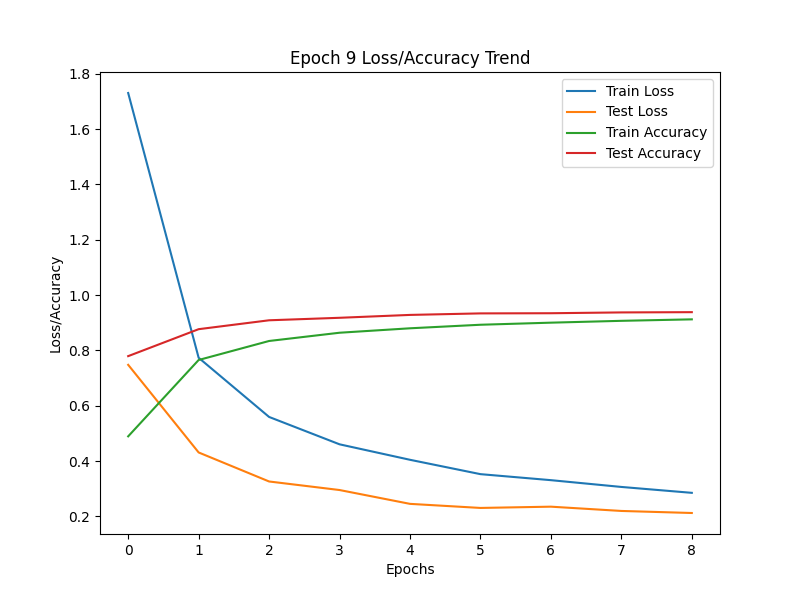 Epoch 9 Loss/Accuracy Trend
Train Loss
Test Loss
Train Accuracy
Test Accuracy
Loss/Accuracy
1.8
1.6
1.4
1.2
1.0
0.8
0.6
0.4
0.2
0 1 2 3 4 5 6 7 8
Epochs